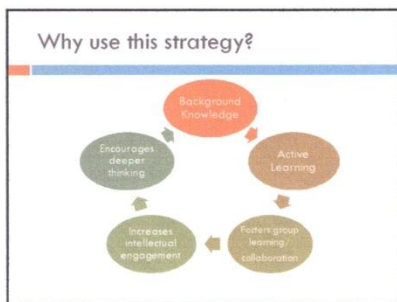 Why use this strategy?
Background
Knowledge
Active
Learning
Fosters group
learning/
collaboration
Increases
intellectual
engagement
Encourages
deeper
thinking